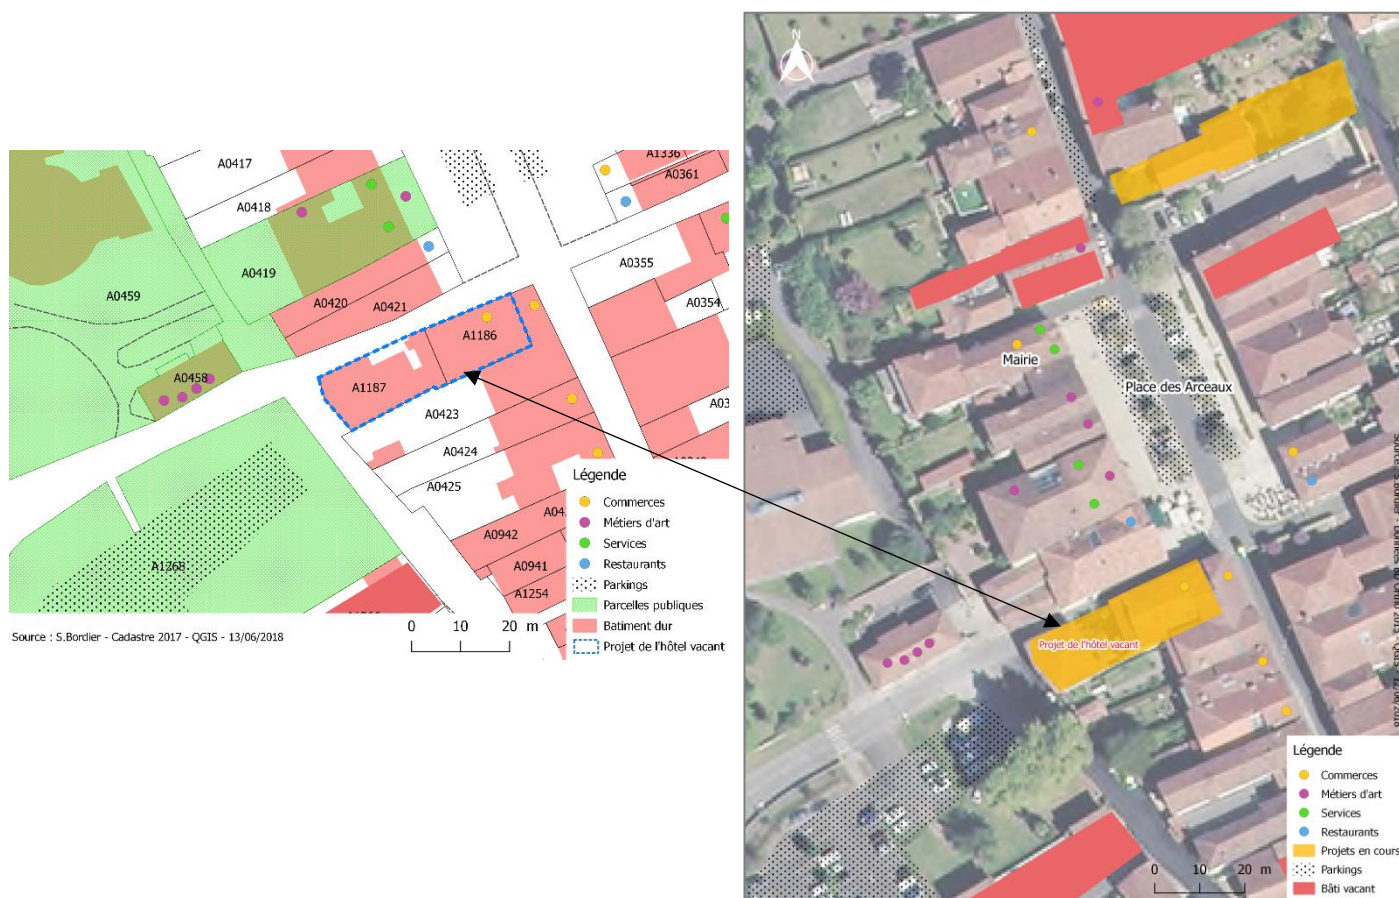 A0417
A0418
A0419
A0459
A0420
A0421
A0458
A1186
A1187
A0423
A0424
A0425
A0942
A0941
A1254
A1268
A1336
A0361
A0355
A0354
Légende
Commerces
Métiers d'art
Services
Restaurants
Parkings
Parcelles publiques
Batiment dur
Projet de l'hôtel vacant
0 10 20 m
Source : S.Bordier - Cadastre 2017 - QGIS - 13/06/2018
N
Mairie
Place des Arceaux
Projet de l'hôtel vacant
Légende
Commerces
Métiers d'art
Services
Restaurants
Projets en cours
Parkings
Bâti vacant
0 10 20 m